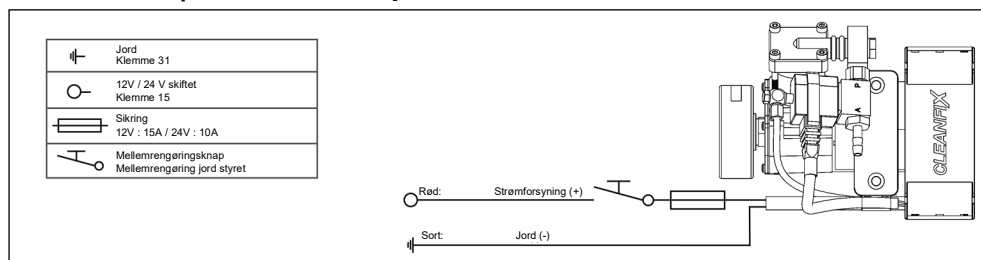 Jord
Klemme 31
12V / 24 V skiftet
Klemme 15
Sikring
12V : 15A / 24V : 10A
Mellemrengøringsknap
Mellemrengøring jord styret
Rød: Strømforsyning (+)
Sort: Jord (-)
P
A
CLEANFIX